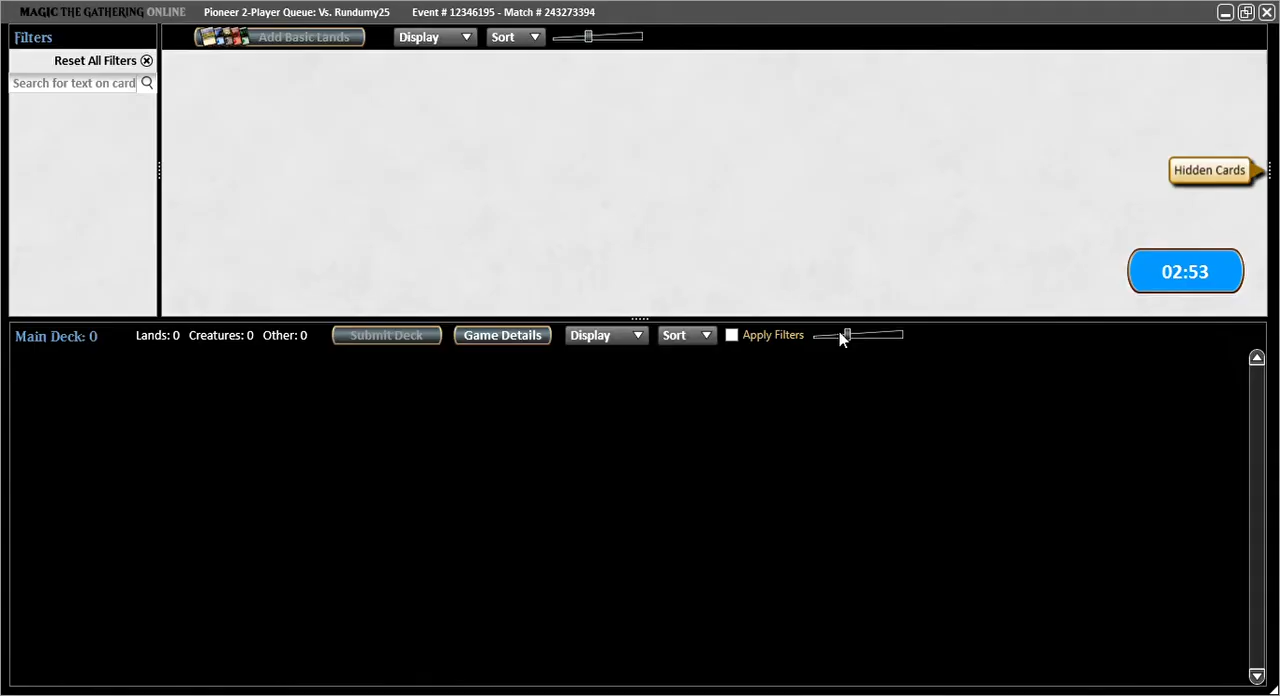 MAGIC THE GATHERING ONLINE Pioneer 2-Player Queue: Vs. Rundumy25 Event # 12346195 - Match # 243273394
Filters
Add Basic Lands Display Sort
Reset All Filters
Search for text on card
Hidden Cards
02:53
Main Deck: 0 Lands: 0 Creatures: 0 Other: 0 Submit Deck Game Details Display Sort Apply Filters